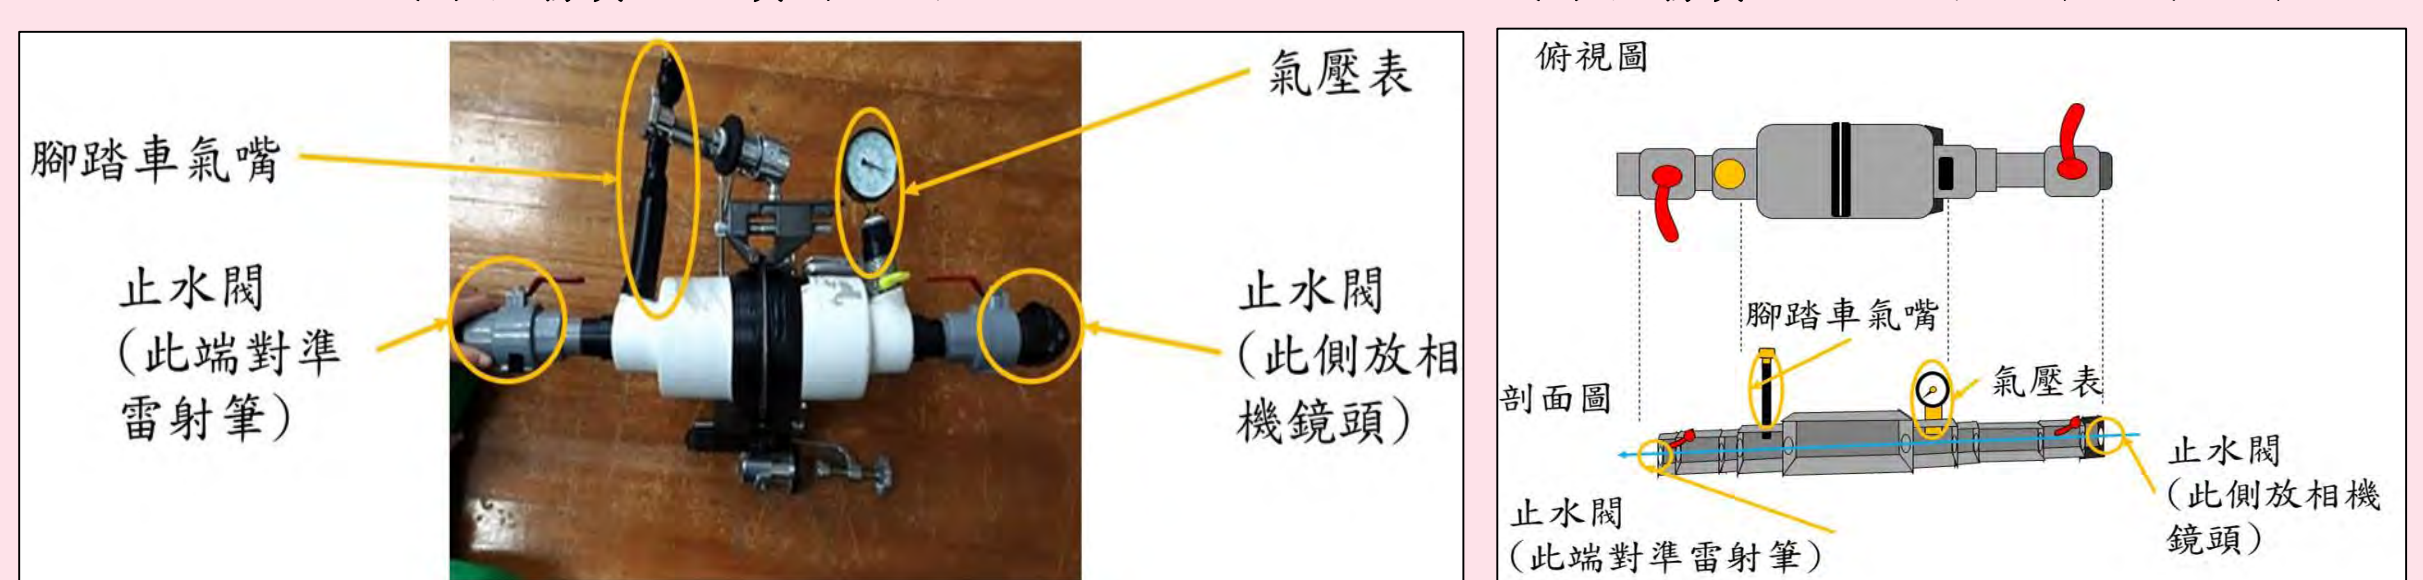 腳踏車氣嘴
止水閥
(此端對準
雷射筆)
氣壓表
止水閥
(此側放相
機鏡頭)
俯視圖
腳踏車氣嘴
氣壓表
剖面圖
止水閥
(此側放相機
鏡頭)
止水閥
(此端對準雷射筆)